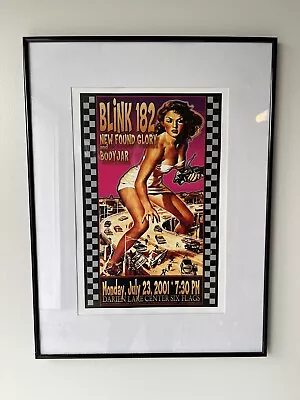 BLiNK 182
NEW FOUND GLORY
and
BODYJAR
Monday, July 23, 2001 * 7:30 PM
DARIEN LAKE CENTER SIX FLAGS